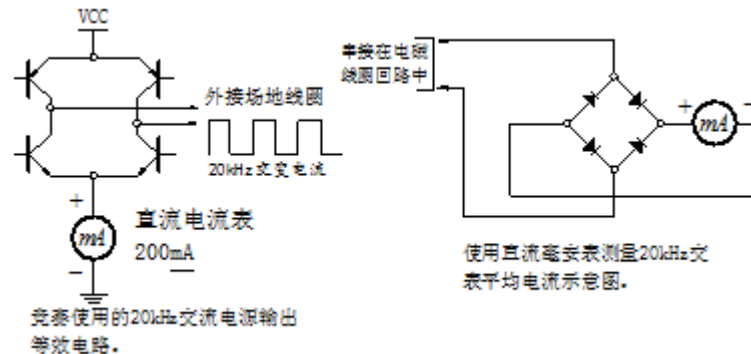 VCC
外接场地线圈
20kHz交变电流
+
mA
−
直流电流表
200mA
竞赛使用的20kHz交流电源输出
等效电路。
串接在电磁
线圈回路中
+
mA
−
使用直流毫安表测量20kHz交
表平均电流示意图。